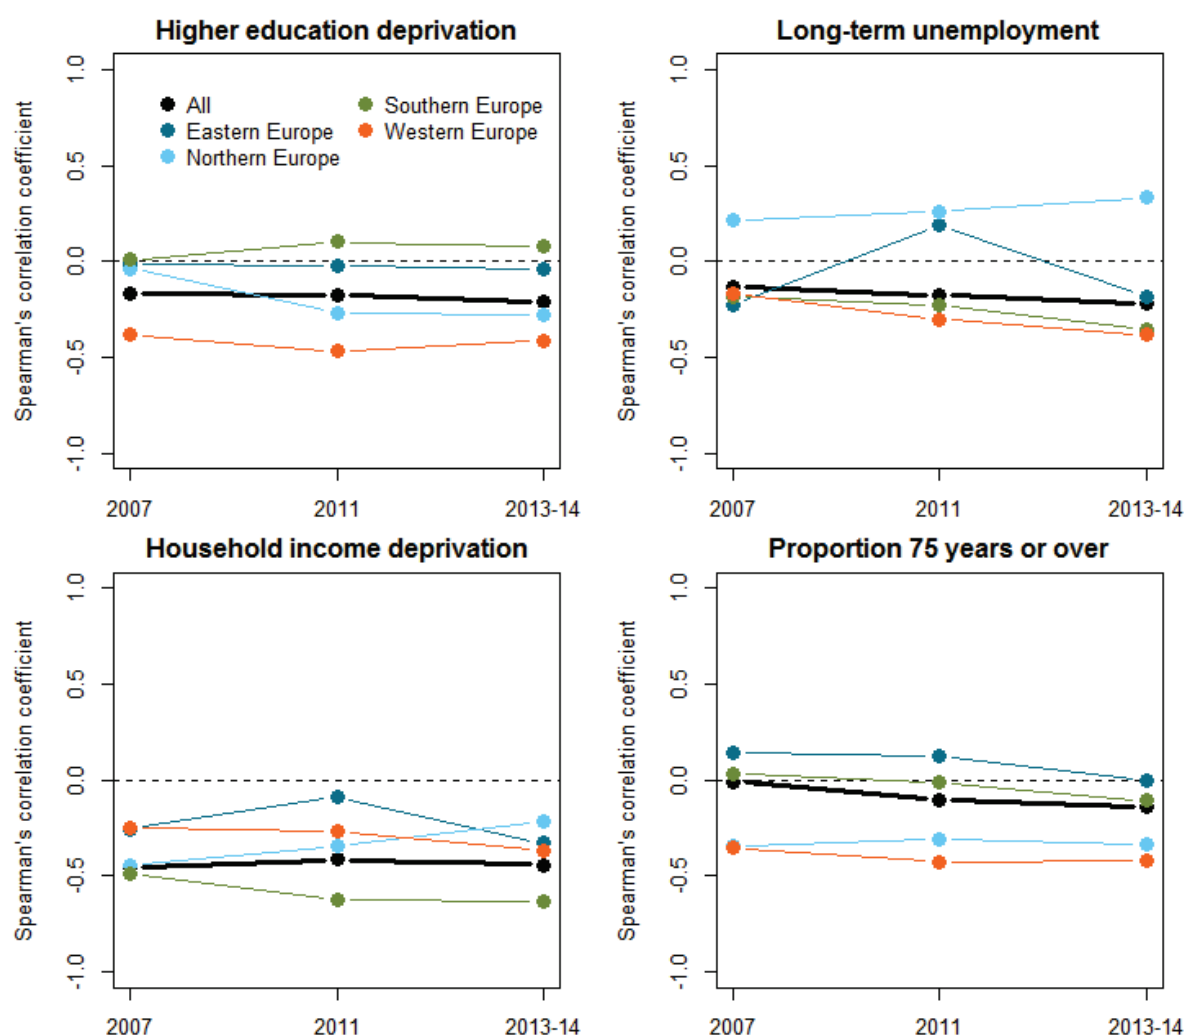 Higher education deprivation
Spearman's correlation coefficient
1.0
0.5
0.0
-0.5
-1.0
All
Eastern Europe
Northern Europe
Southern Europe
Western Europe
2007 2011 2013-14
Long-term unemployment
Spearman's correlation coefficient
1.0
0.5
0.0
-0.5
-1.0
2007 2011 2013-14
Household income deprivation
Spearman's correlation coefficient
1.0
0.5
0.0
-0.5
-1.0
2007 2011 2013-14
Proportion 75 years or over
Spearman's correlation coefficient
1.0
0.5
0.0
-0.5
-1.0
2007 2011 2013-14